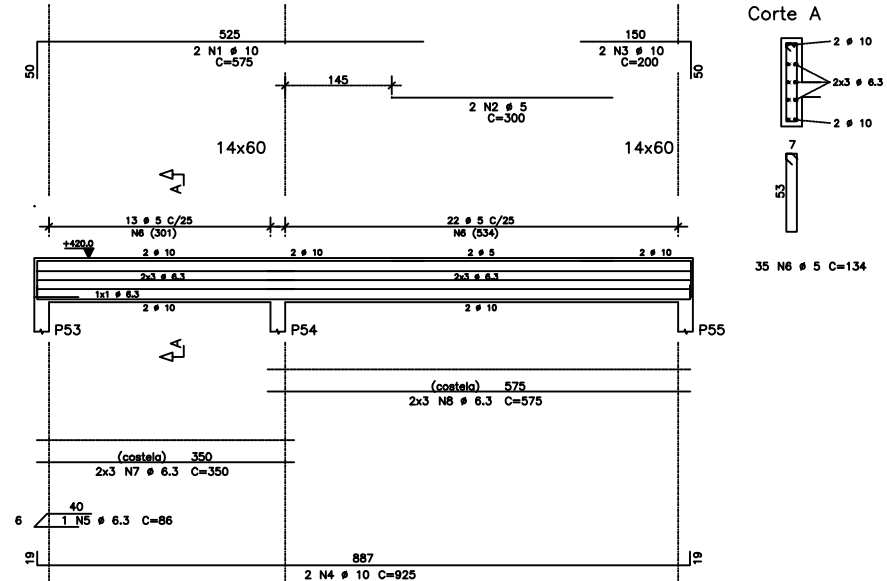 Corte A
525
2 N1 ø 10
C=575
50
150
2 N3 ø 10
C=200
50
145
2 N2 ø 5
C=300
14x60
14x60
2 ø 10
2x3 ø 6.3
2 ø 10
7
53
35 N6 ø 5 C=134
A
13 ø 5 C/25
N6 (301)
22 ø 5 C/25
N6 (534)
+420.0
2 ø 10
2 ø 10
2 ø 5
2 ø 10
2x3 ø 6.3
2x3 ø 6.3
1x1 ø 6.3
2 ø 10
2 ø 10
P53
P54
P55
A
(costela) 575
2x3 N8 ø 6.3 C=575
(costela) 350
2x3 N7 ø 6.3 C=350
40
6
1 N5 ø 6.3 C=86
19
887
19
2 N4 ø 10 C=925